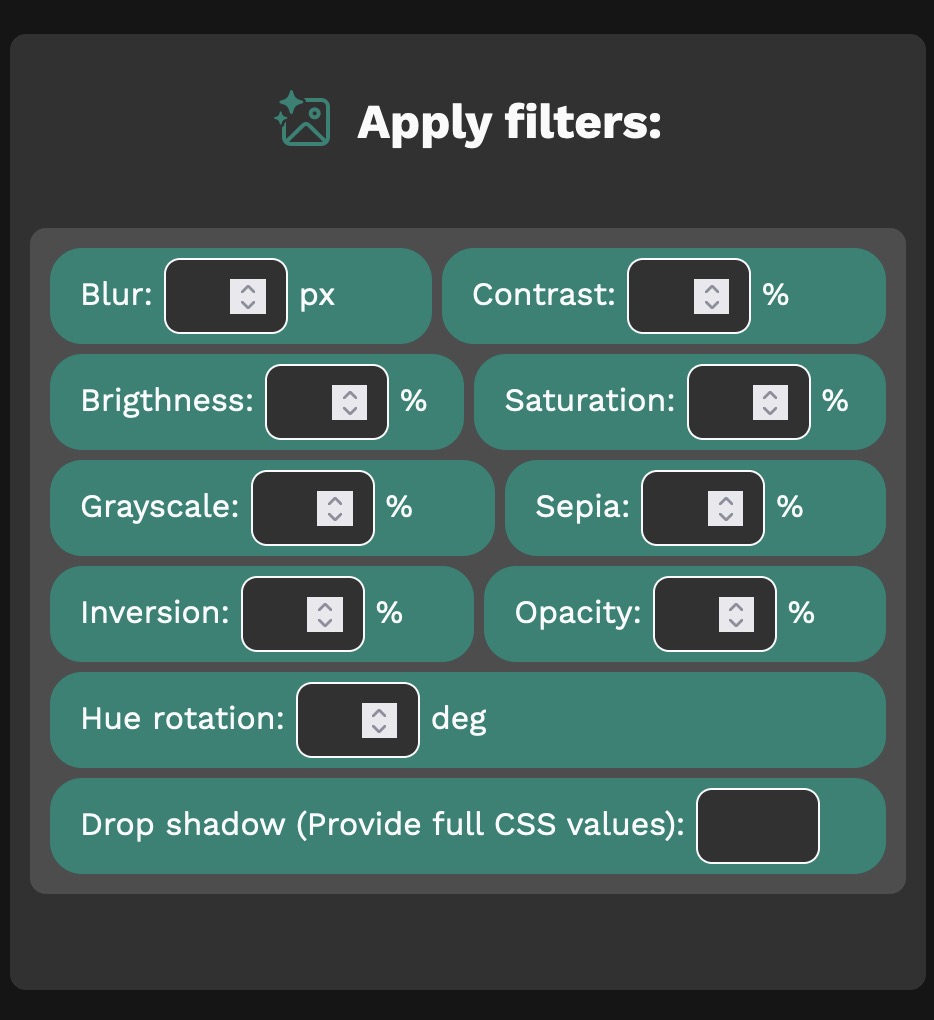 Apply filters:
Blur: px Contrast: %
Brigthness: % Saturation: %
Grayscale: % Sepia: %
Inversion: % Opacity: %
Hue rotation: deg
Drop shadow (Provide full CSS values):